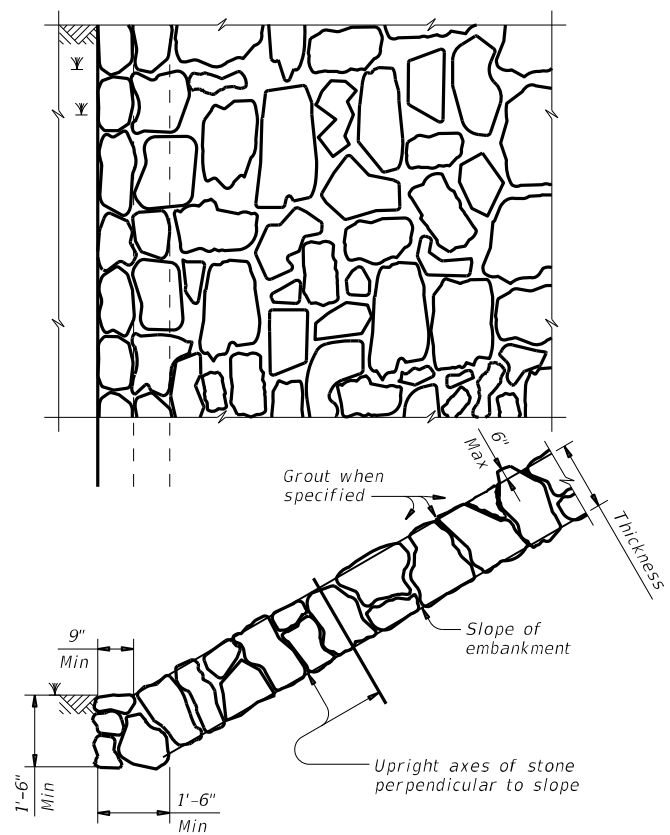 6"
Max
Grout when
specified
Thickness
Slope of
embankment
9"
Min
1'-6"
Min
Upright axes of stone
perpendicular to slope
1'-6"
Min